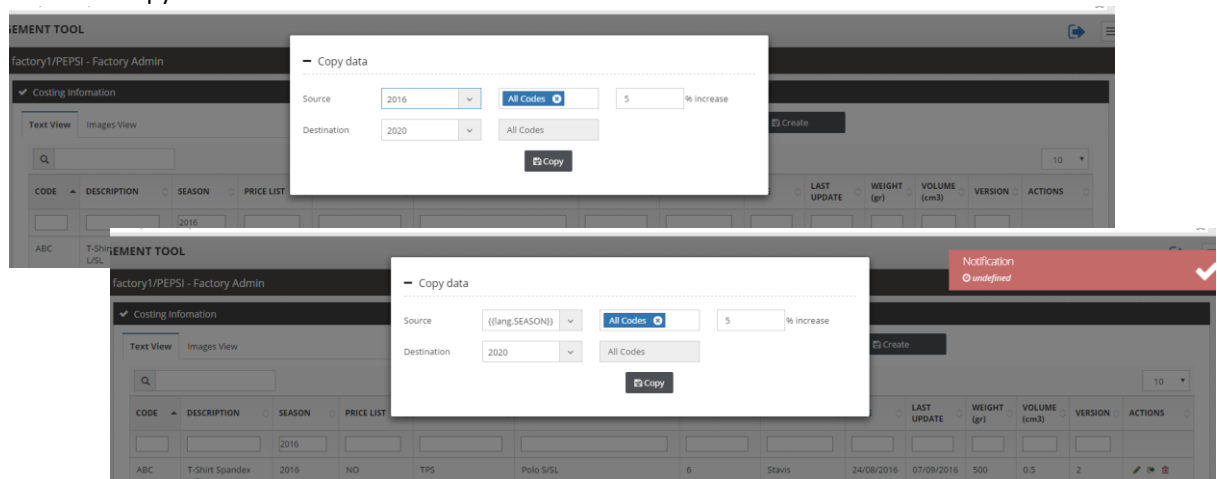 GEMENT TOOL
factory1/PEPSI - Factory Admin
Costing Infomation
Text View Images View
Create
10
CODE DESCRIPTION SEASON PRICE LIST LAST UPDATE WEIGHT (gr) VOLUME (cm3) VERSION ACTIONS
2016
ABC
L/SL
Copy data
Source 2016 All Codes 5 % increase
Destination 2020 All Codes
Copy
EMENT TOOL
factory1/PEPSI - Factory Admin
Notification
undefined
Costing Infomation
Text View Images View
Create
10
Copy data
Source {{lang.SEASON}} All Codes 5 % increase
Destination 2020 All Codes
Copy
CODE DESCRIPTION SEASON PRICE LIST LAST UPDATE WEIGHT (gr) VOLUME (cm3) VERSION ACTIONS
2016
ABC T-Shirt Spandex 2016 NO TPS Polo S/SL 6 Stavis 24/08/2016 07/09/2016 500 0.5 2